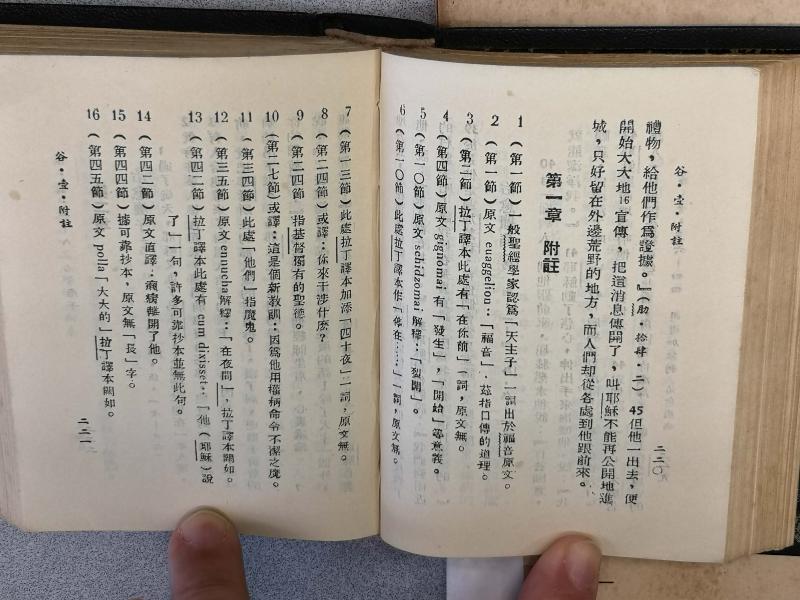 谷·壹·附註
二二〇
禮物，給他們作為證據。』（肋·拾肆·二）45但他一出去，便
開始大大地16宣傳，把這消息傳開了，叫耶穌不能再公開地進
城，只好留在外邊荒野的地方，而人們却從各處到他跟前來。
第一章 附註
1（第一節）一般聖經學家認為「天主子」一詞出於福音原文。
2（第一節）原文 euaggelion：「福音」．茲指口傳的道理。
3（第二節）拉丁譯本此處有「在你前」一詞，原文無。
4（第四節）原文 gignómai 有「發生」，「開始」等意義。
5（第一〇節）原文 schidzomai 解釋：「裂開」。
6（第一〇節）此處拉丁譯本作「停在……」一詞，原文無。
7（第一三節）此處拉丁譯本加添「四十夜」二詞，原文無。
8（第二四節）或譯：你來干涉什麼？
9（第二四節）指基督獨有的聖德。
10（第二七節）或譯：這是個新教訓：因為他用權柄命令不潔之魔。
11（第三四節）此處「他們」指魔鬼。
12（第三五節）原文 ennucha 解釋：「在夜間」，拉丁譯本闕如。
13（第四二節）拉丁譯本此處有 cum dixisset：「他（耶穌）說
了」一句，許多可靠抄本並無此句。
14（第四二節）原文直譯：癩病離開了他。
15（第四四節）據可靠抄本，原文無「長」字。
16（第四五節）原文 polla「大大的」拉丁譯本闕如。
谷·壹·附註
二二一